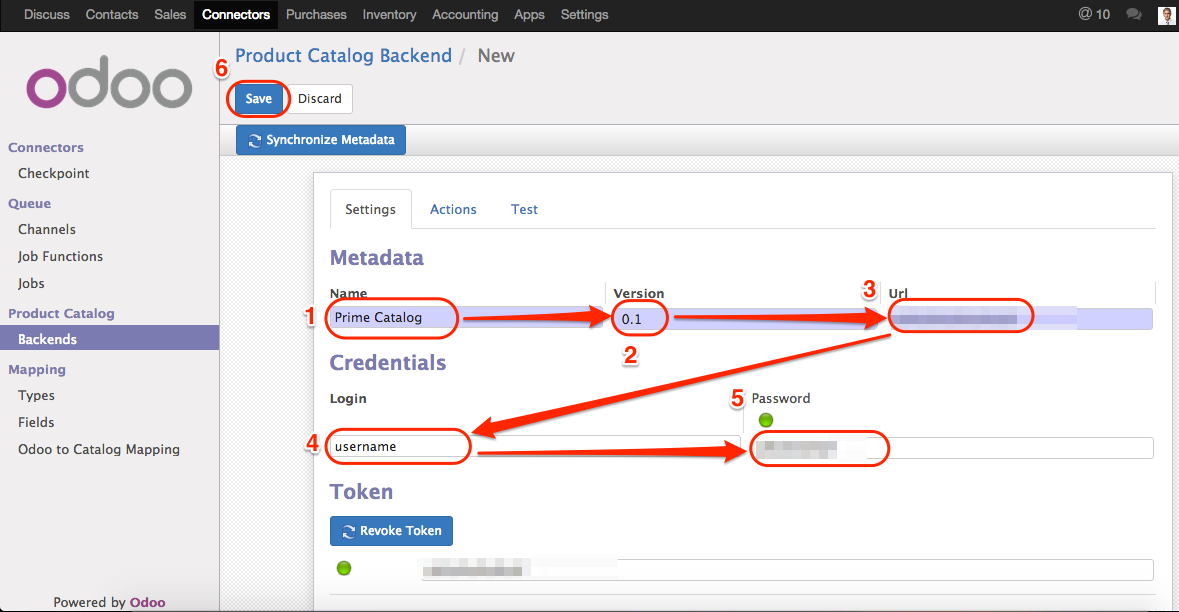 Discuss Contacts Sales Connectors Purchases Inventory Accounting Apps Settings @ 10
odoo
Connectors
Checkpoint
Queue
Channels
Job Functions
Jobs
Product Catalog
Backends
Mapping
Types
Fields
Odoo to Catalog Mapping
Powered by Odoo
Product Catalog Backend / New
6
Save Discard
Synchronize Metadata
Settings Actions Test
Metadata
Name Version 3 Url
1 Prime Catalog 0.1
2
Credentials
Login 5 Password
4 username
Token
Revoke Token